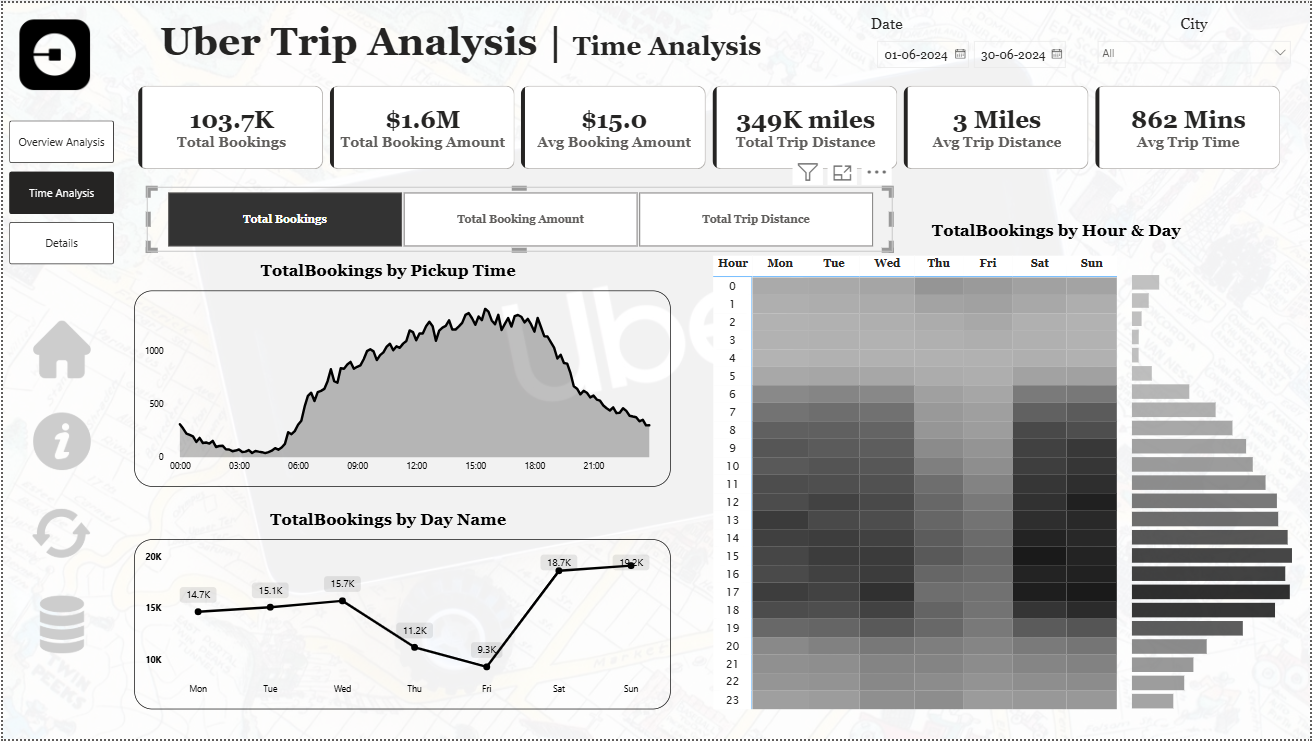 Uber Trip Analysis | Time Analysis
Date
City
01-06-2024
30-06-2024
All
103.7K
Total Bookings
$1.6M
Total Booking Amount
$15.0
Avg Booking Amount
349K miles
Total Trip Distance
3 Miles
Avg Trip Distance
862 Mins
Avg Trip Time
Overview Analysis
Time Analysis
Details
Total Bookings
Total Booking Amount
Total Trip Distance
TotalBookings by Pickup Time
1000
500
0
00:00 03:00 06:00 09:00 12:00 15:00 18:00 21:00
TotalBookings by Day Name
20K
15K
10K
14.7K
15.1K
15.7K
11.2K
9.3K
18.7K
19.2K
Mon Tue Wed Thu Fri Sat Sun
TotalBookings by Hour & Day
Hour Mon Tue Wed Thu Fri Sat Sun
0
1
2
3
4
5
6
7
8
9
10
11
12
13
14
15
16
17
18
19
20
21
22
23
Ube
TWIN
PEEKS